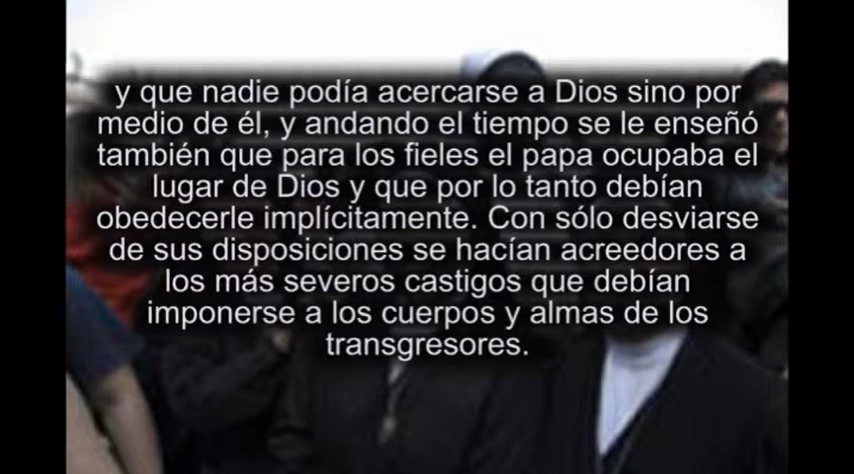 y que nadie podía acercarse a Dios sino por
medio de él, y andando el tiempo se le enseñó
también que para los fieles el papa ocupaba el
lugar de Dios y que por lo tanto debían
obedecerle implícitamente. Con sólo desviarse
de sus disposiciones se hacían acreedores a
los más severos castigos que debían
imponerse a los cuerpos y almas de los
transgresores.